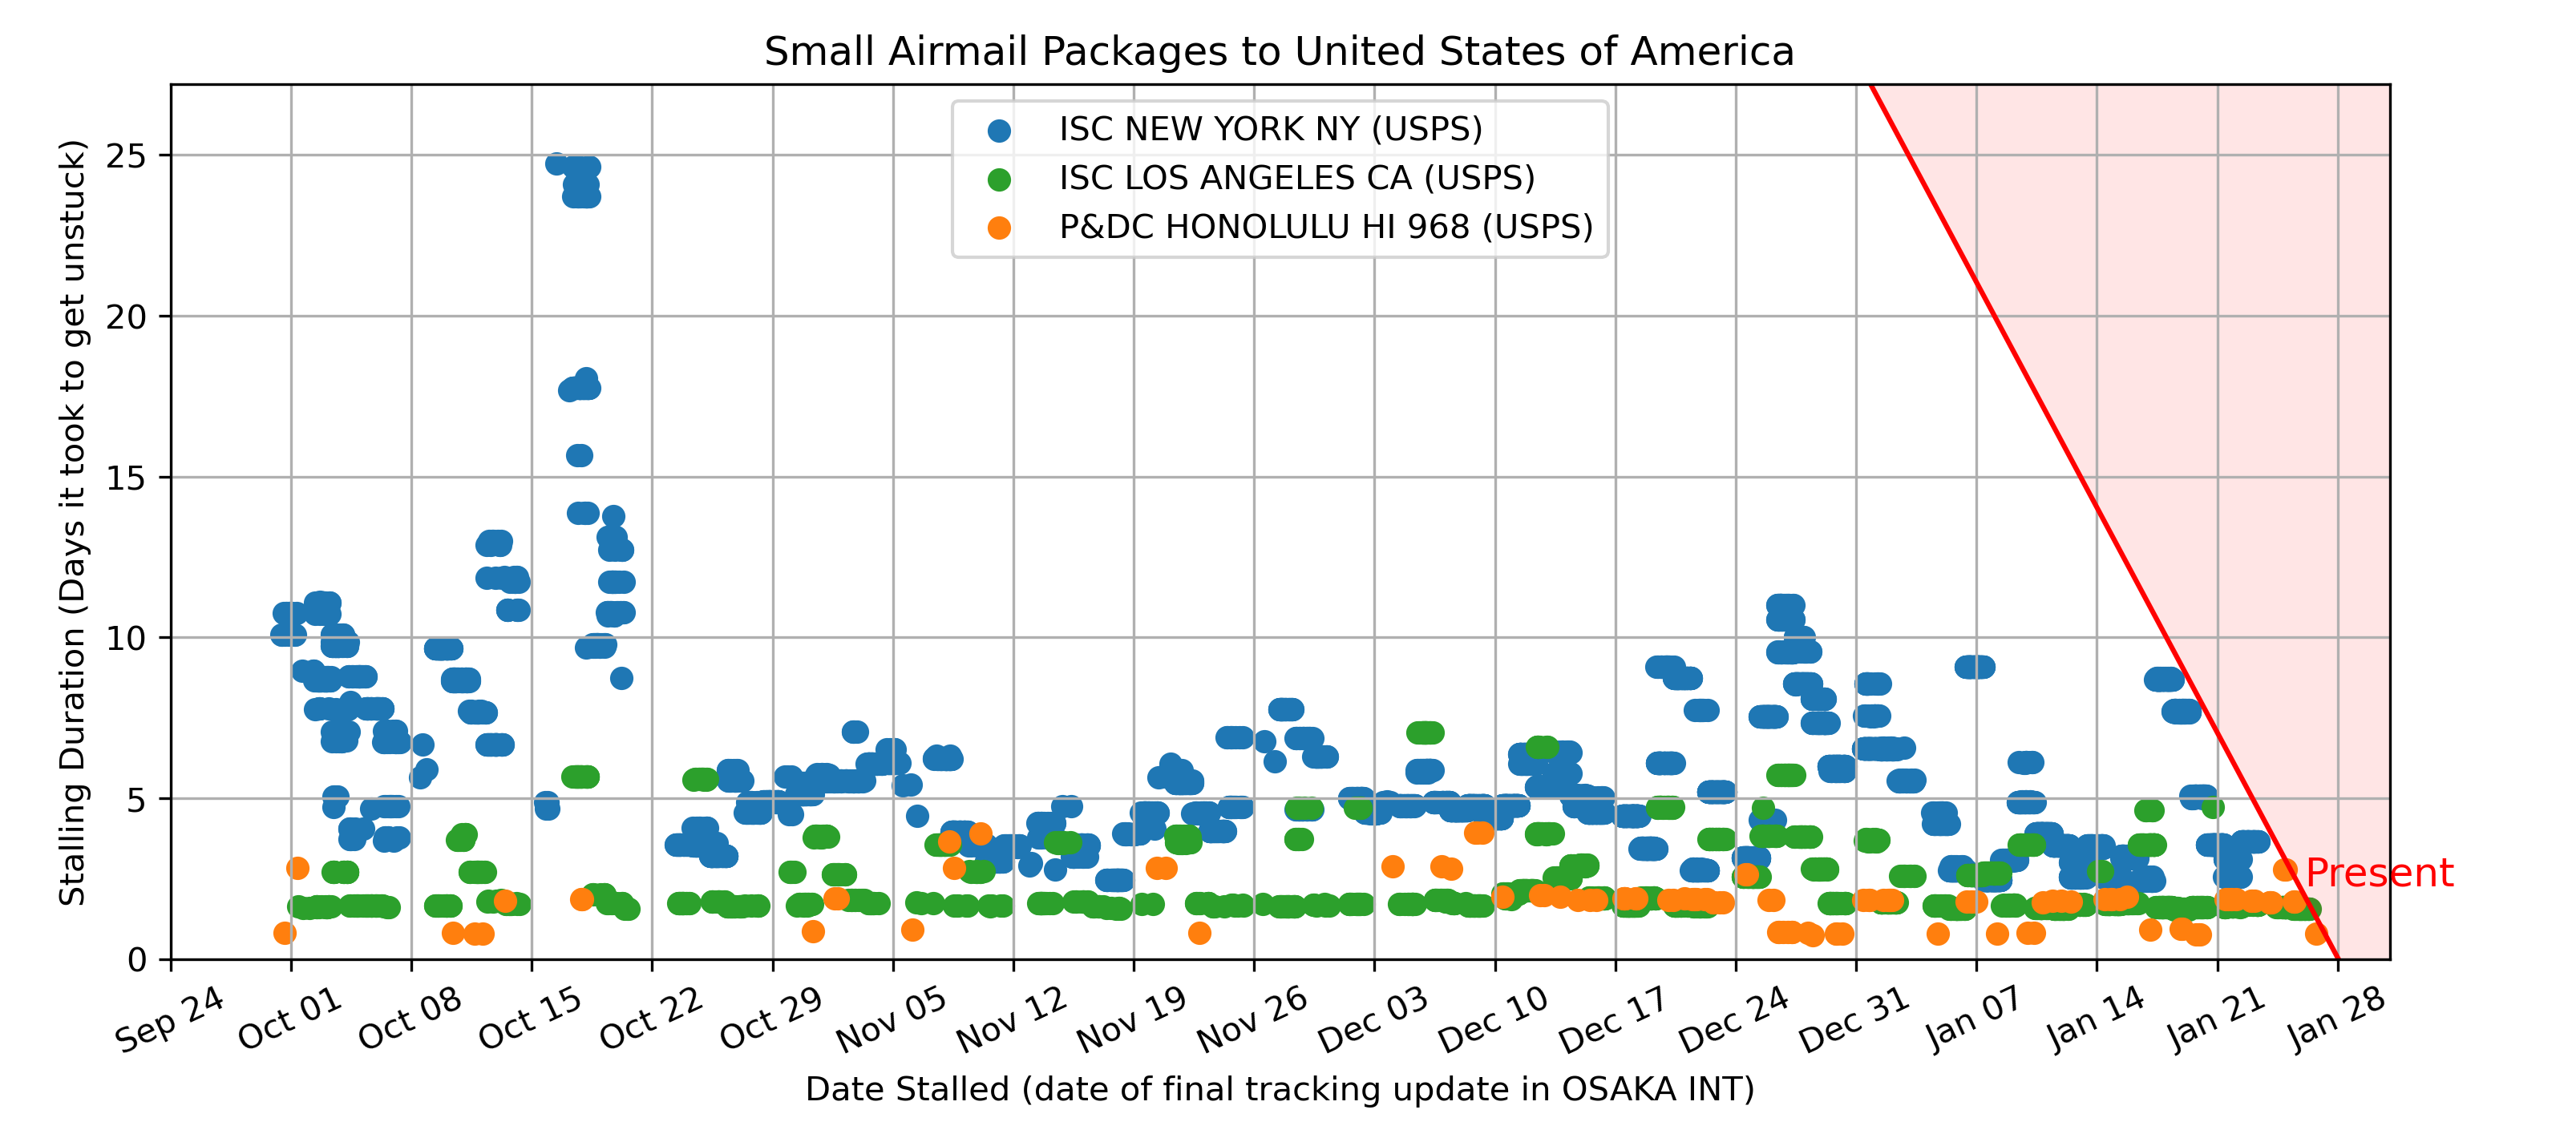 Small Airmail Packages to United States of America
ISC NEW YORK NY (USPS)
ISC LOS ANGELES CA (USPS)
P&DC HONOLULU HI 968 (USPS)
Stalling Duration (Days it took to get unstuck)
25
20
15
10
5
0
Present
Sep 24
Oct 01
Oct 08
Oct 15
Oct 22
Oct 29
Nov 05
Nov 12
Nov 19
Nov 26
Dec 03
Dec 10
Dec 17
Dec 24
Dec 31
Jan 07
Jan 14
Jan 21
Jan 28
Date Stalled (date of final tracking update in OSAKA INT)